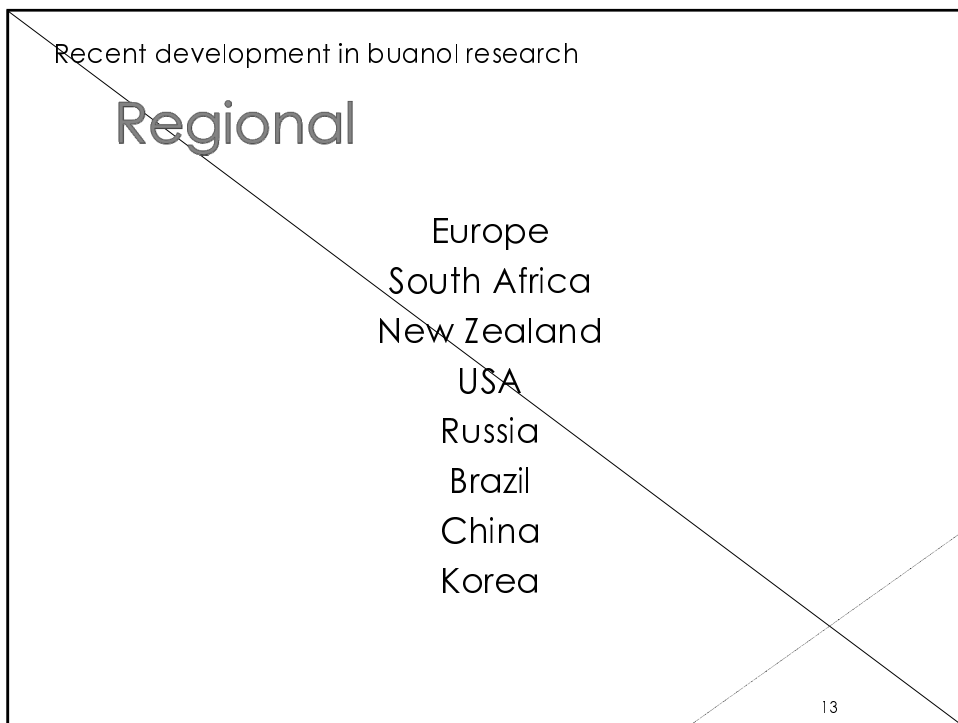 Recent development in buanol research
Regional
Europe
South Africa
New Zealand
USA
Russia
Brazil
China
Korea
13